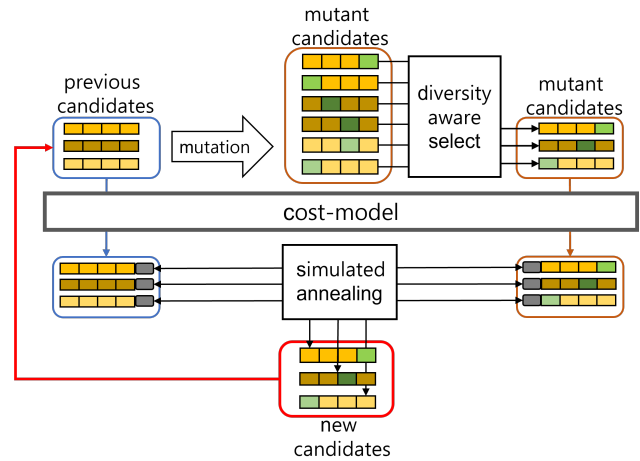 mutant
candidates
previous
candidates
mutation
diversity
aware
select
mutant
candidates
cost-model
simulated
annealing
new
candidates